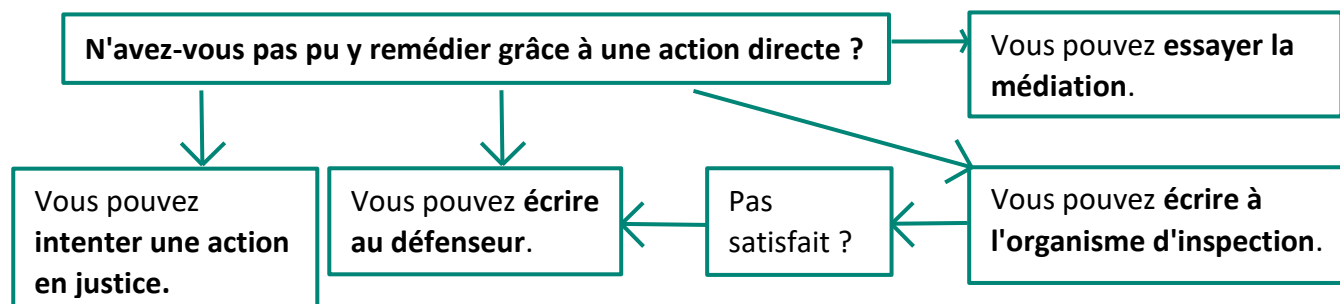 N'avez-vous pas pu y remédier grâce à une action directe ?
Vous pouvez essayer la
médiation.
Vous pouvez
intenter une action
en justice.
Vous pouvez écrire
au défenseur.
Pas
satisfait ?
Vous pouvez écrire à
l'organisme d'inspection.